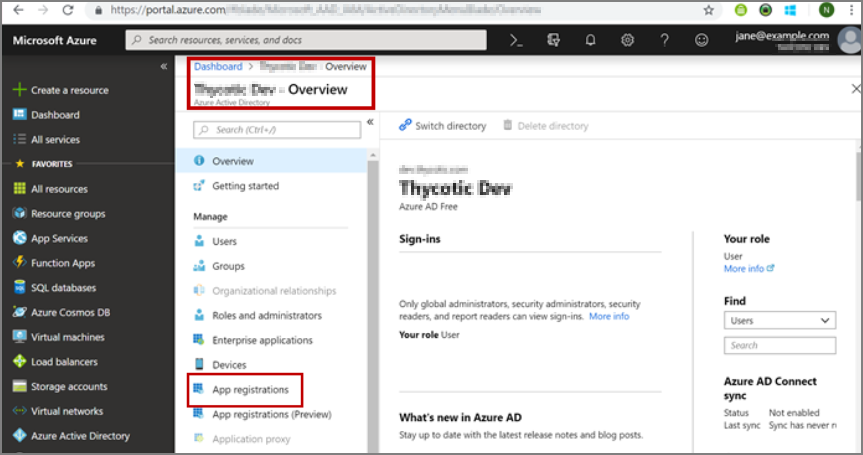 https://portal.azure.com
Microsoft Azure
Search resources, services, and docs
jane@example.com
N
Dashboard > Thycotic Dev - Overview
Thycotic Dev - Overview
Azure Active Directory
Create a resource
Dashboard
All services
FAVORITES
All resources
Resource groups
App Services
Function Apps
SQL databases
Azure Cosmos DB
Virtual machines
Load balancers
Storage accounts
Virtual networks
Azure Active Directory
Search (Ctrl+/)
Overview
Getting started
Manage
Users
Groups
Organizational relationships
Roles and administrators
Enterprise applications
Devices
App registrations
App registrations (Preview)
Application proxy
Switch directory
Delete directory
Thycotic Dev
Azure AD Free
Sign-ins
Only global administrators, security administrators, security
readers, and report readers can view sign-ins. More info
Your role User
What's new in Azure AD
Stay up to date with the latest release notes and blog posts.
Your role
User
More info
Find
Users
Search
Azure AD Connect
sync
Status Not enabled
Last sync Sync has never r